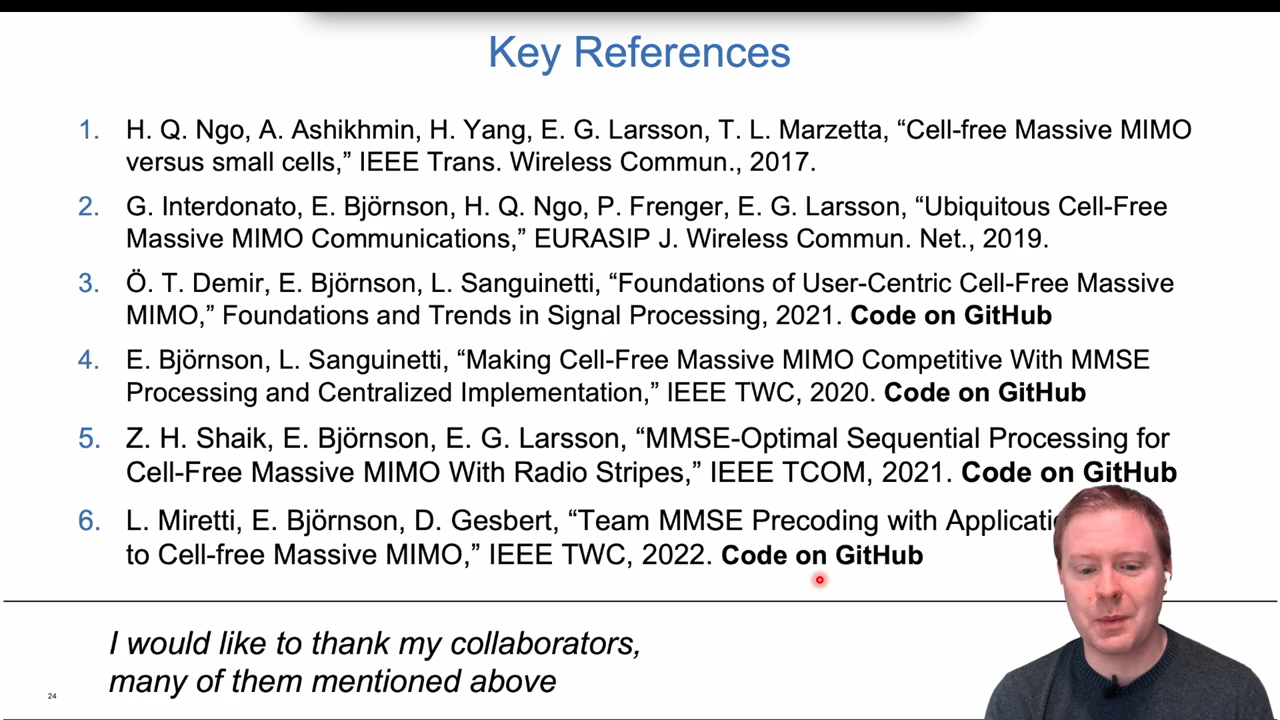 Key References
1. H. Q. Ngo, A. Ashikhmin, H. Yang, E. G. Larsson, T. L. Marzetta, “Cell-free Massive MIMO
versus small cells,” IEEE Trans. Wireless Commun., 2017.
2. G. Interdonato, E. Björnson, H. Q. Ngo, P. Frenger, E. G. Larsson, “Ubiquitous Cell-Free
Massive MIMO Communications,” EURASIP J. Wireless Commun. Net., 2019.
3. Ö. T. Demir, E. Björnson, L. Sanguinetti, “Foundations of User-Centric Cell-Free Massive
MIMO,” Foundations and Trends in Signal Processing, 2021. Code on GitHub
4. E. Björnson, L. Sanguinetti, “Making Cell-Free Massive MIMO Competitive With MMSE
Processing and Centralized Implementation,” IEEE TWC, 2020. Code on GitHub
5. Z. H. Shaik, E. Björnson, E. G. Larsson, “MMSE-Optimal Sequential Processing for
Cell-Free Massive MIMO With Radio Stripes,” IEEE TCOM, 2021. Code on GitHub
6. L. Miretti, E. Björnson, D. Gesbert, “Team MMSE Precoding with
to Cell-free Massive MIMO,” IEEE TWC, 2022. Code on GitHub
I would like to thank my collaborators,
many of them mentioned above
24